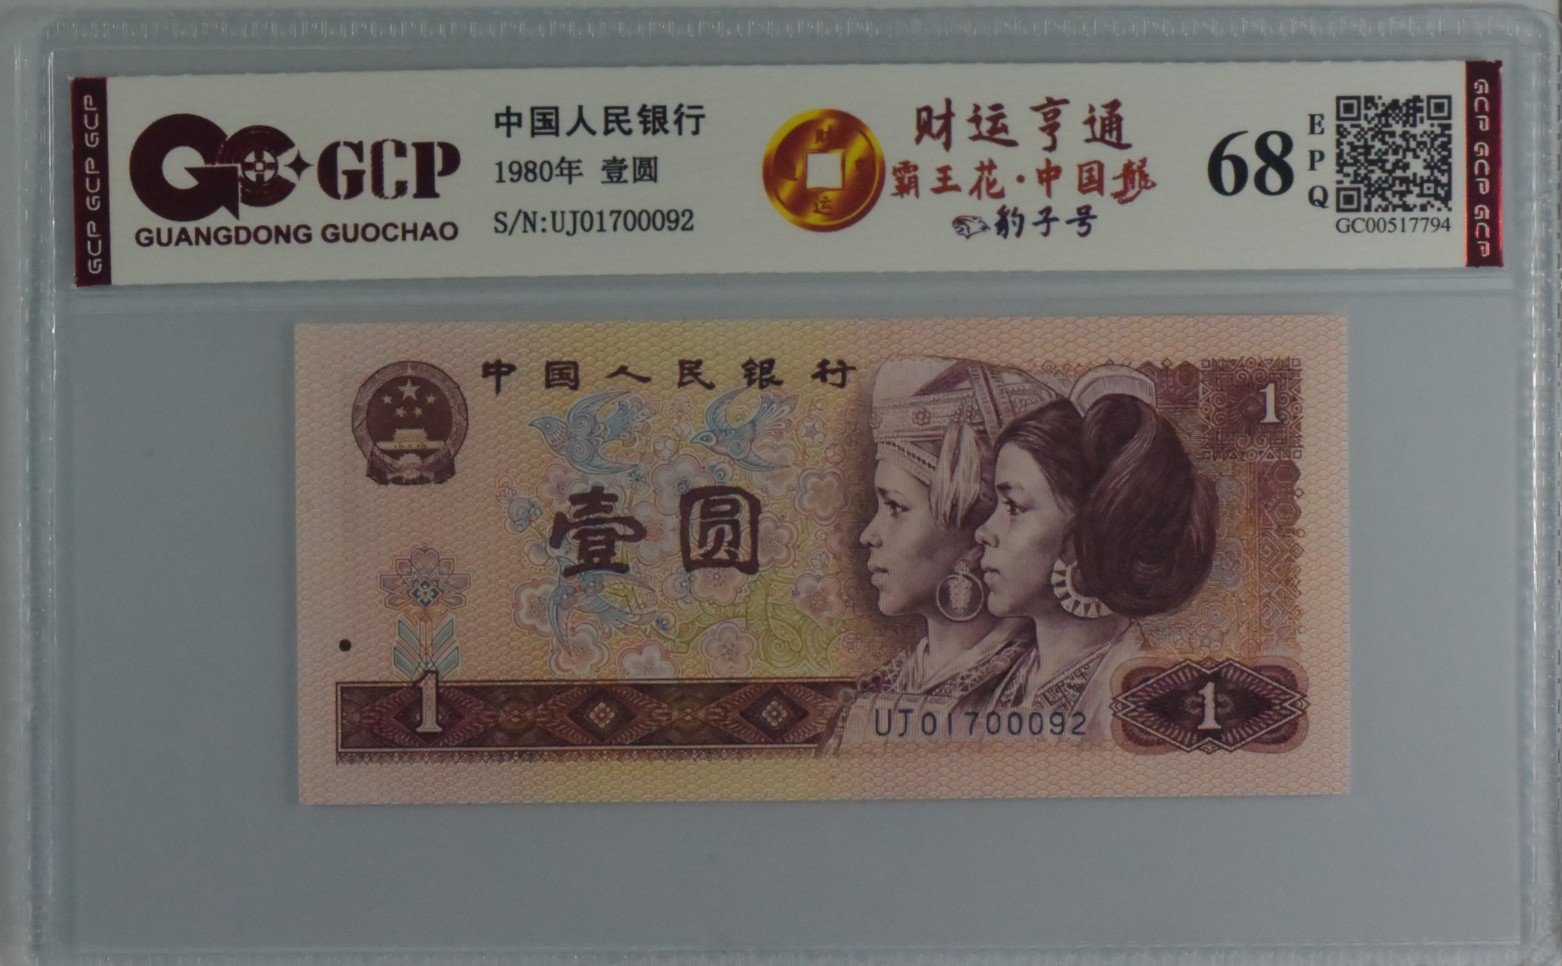 GCP GCP GCP
GCP
GUANGDONG GUOCHAO
中国人民银行
1980年 壹圆
S/N:UJ01700092
财运亨通
霸王花·中国龍
豹子号
68
EPQ
GC00517794
GCP GCP GCP
中国人民银行
1
壹圆
1
UJ01700092
1